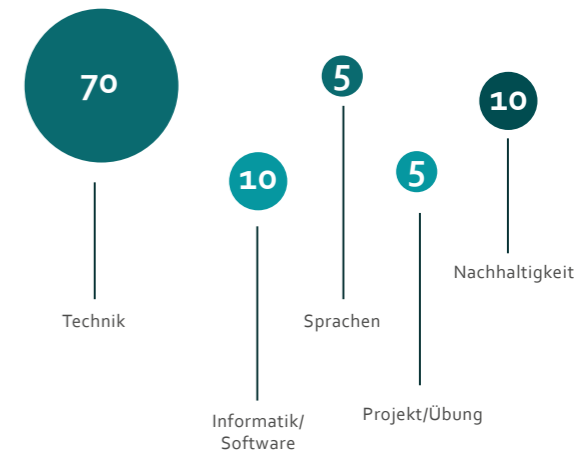 70
Technik
10
Informatik/
Software
5
Sprachen
5
Projekt/Übung
10
Nachhaltigkeit